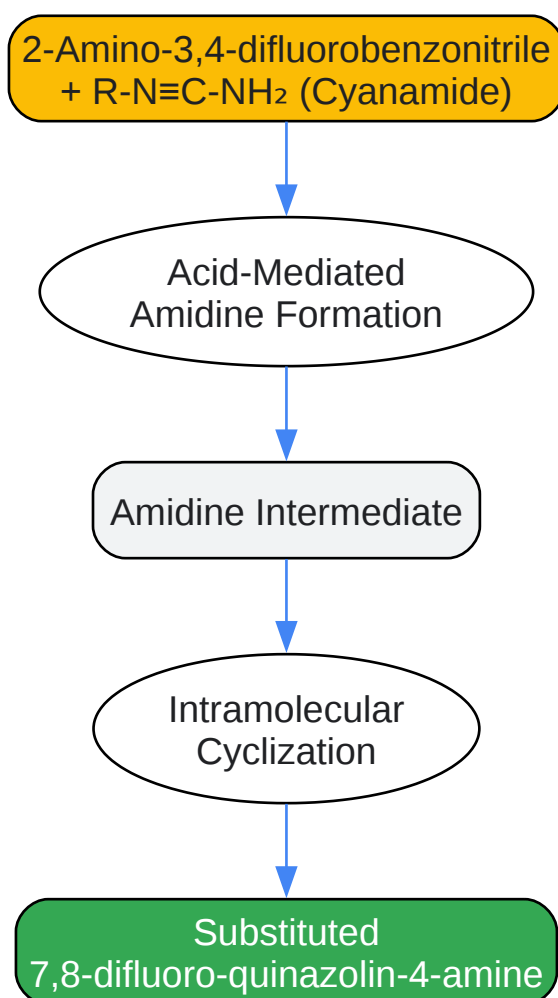 2-Amino-3,4-difluorobenzonitrile
+ R-N≡C-NH₂ (Cyanamide)
Acid-Mediated
Amidine Formation
Amidine Intermediate
Intramolecular
Cyclization
Substituted
7,8-difluoro-quinazolin-4-amine